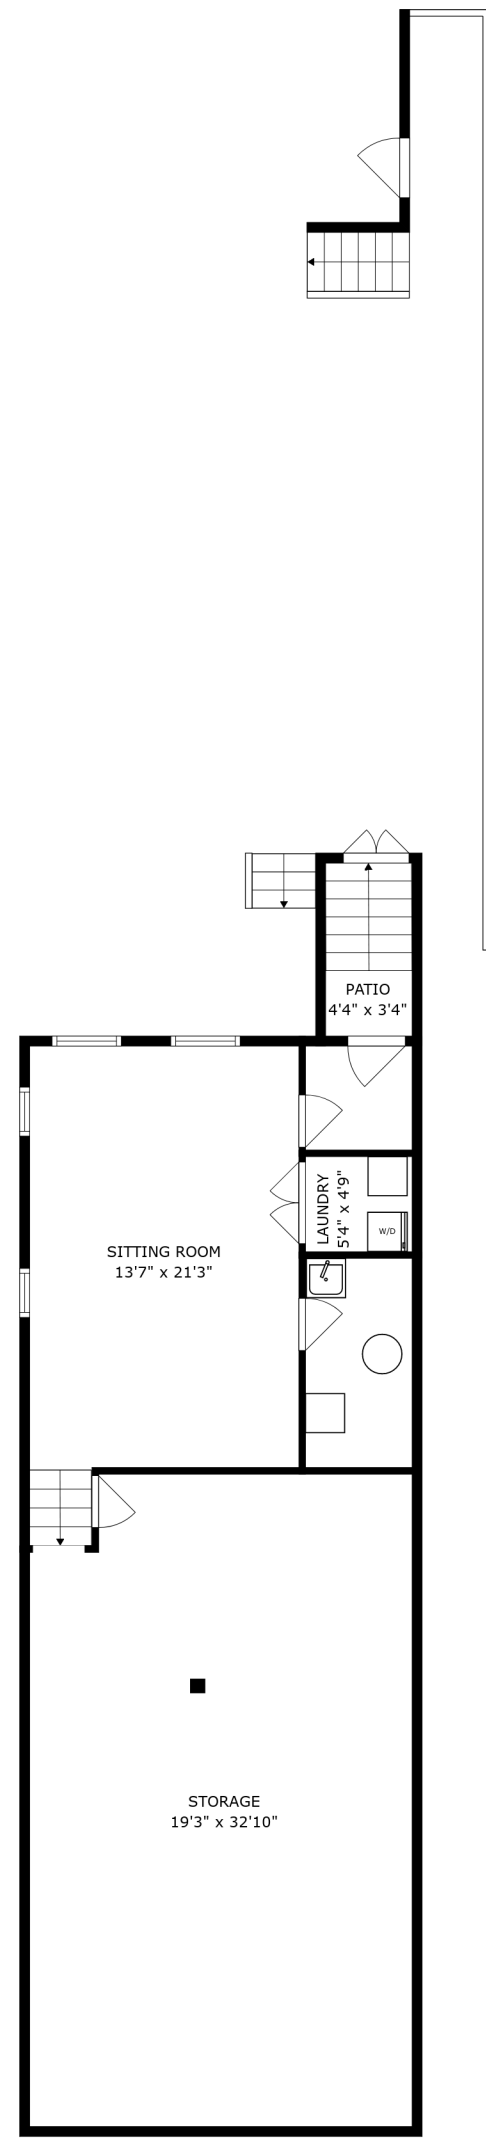 PATIO
4'4" x 3'4"
LAUNDRY
5'4" x 4'9"
W/D
SITTING ROOM
13'7" x 21'3"
STORAGE
19'3" x 32'10"